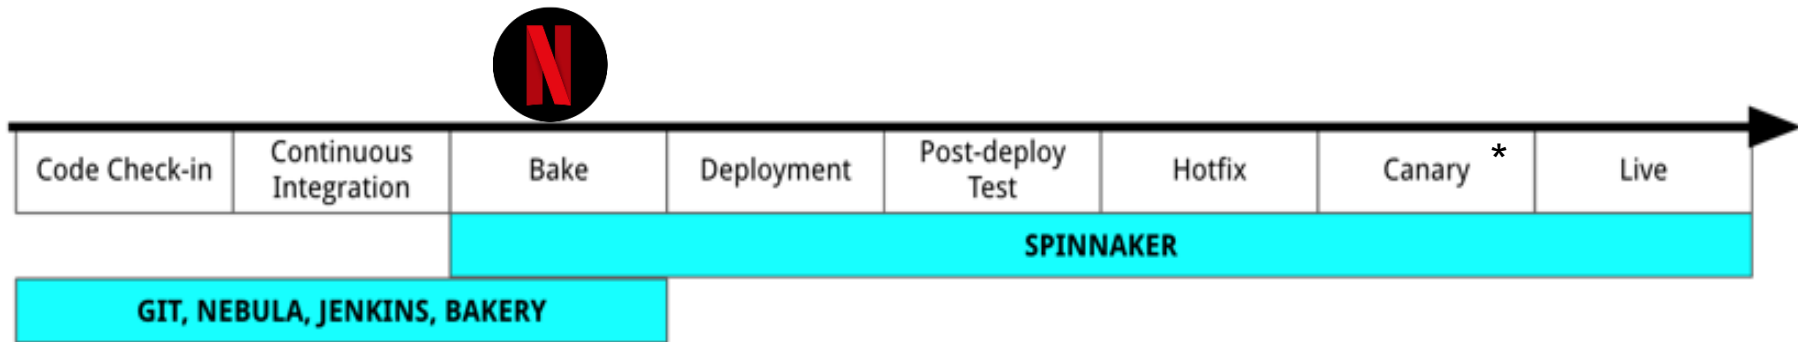 N
Code Check-in
Continuous
Integration
Bake
Deployment
Post-deploy
Test
Hotfix
Canary *
Live
SPINNAKER
GIT, NEBULA, JENKINS, BAKERY